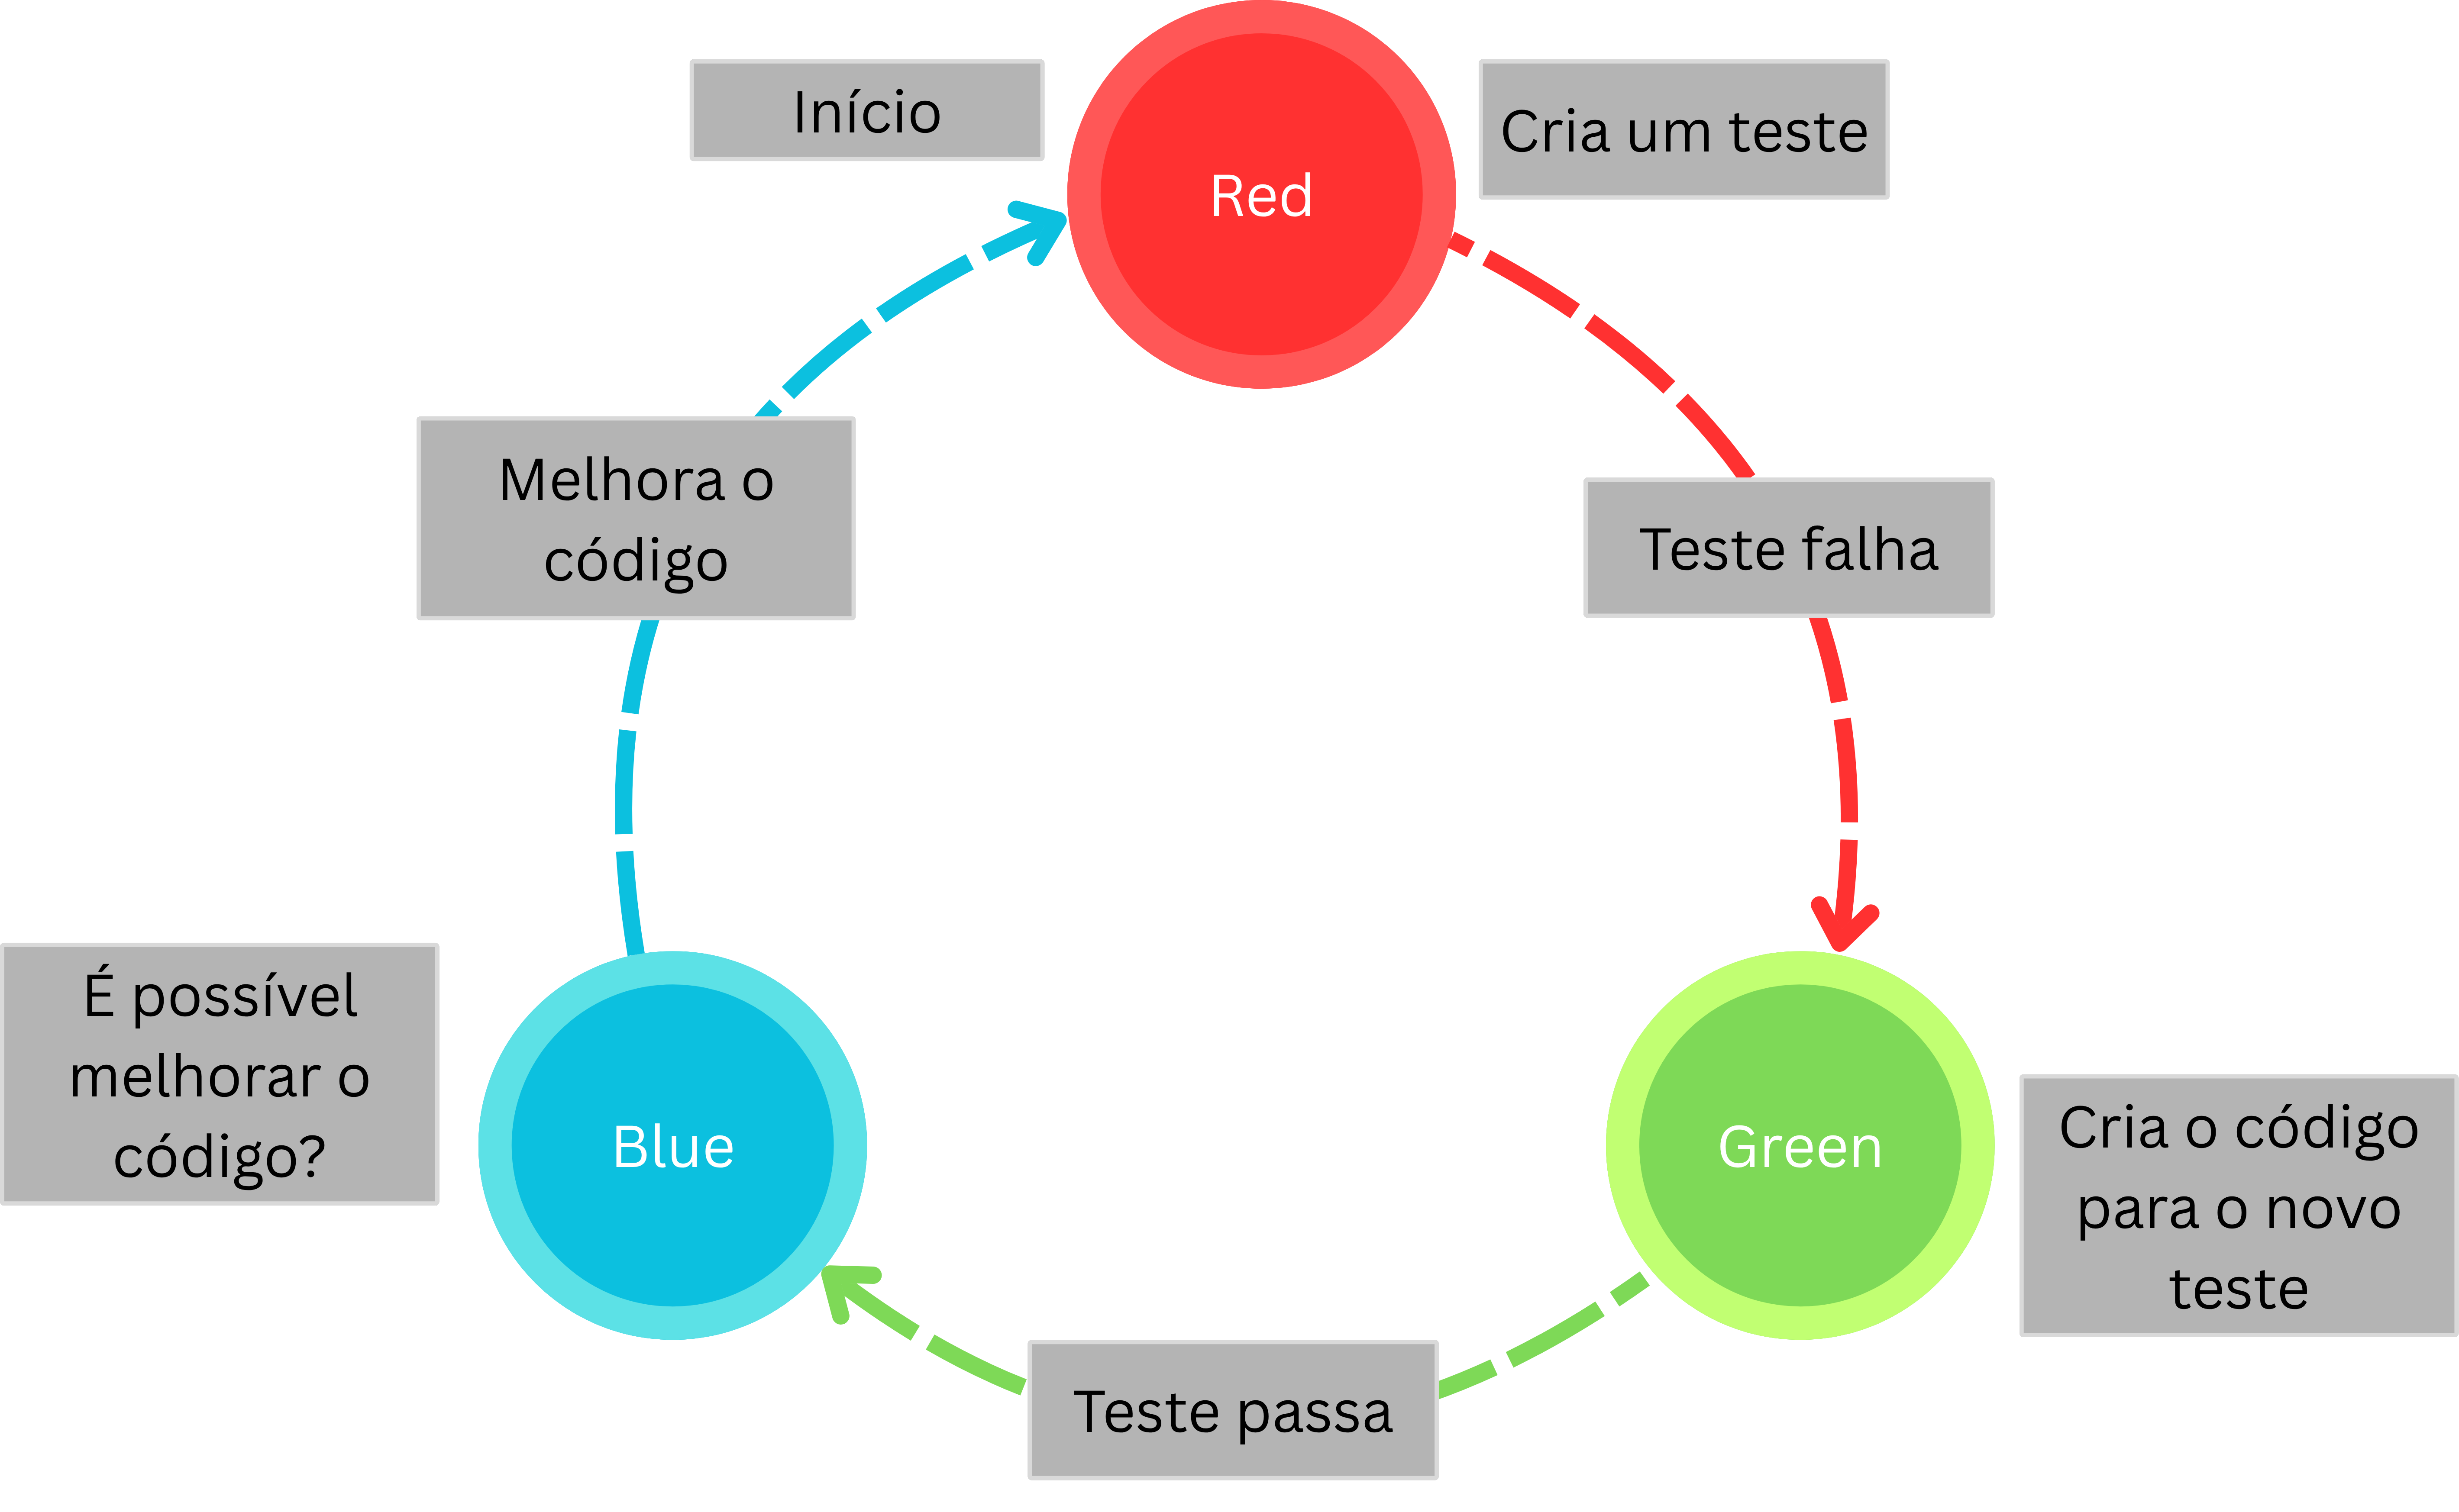 Início
Red
Cria um teste
Teste falha
Melhora o
código
É possível
melhorar o
código?
Blue
Green
Cria o código
para o novo
teste
Teste passa